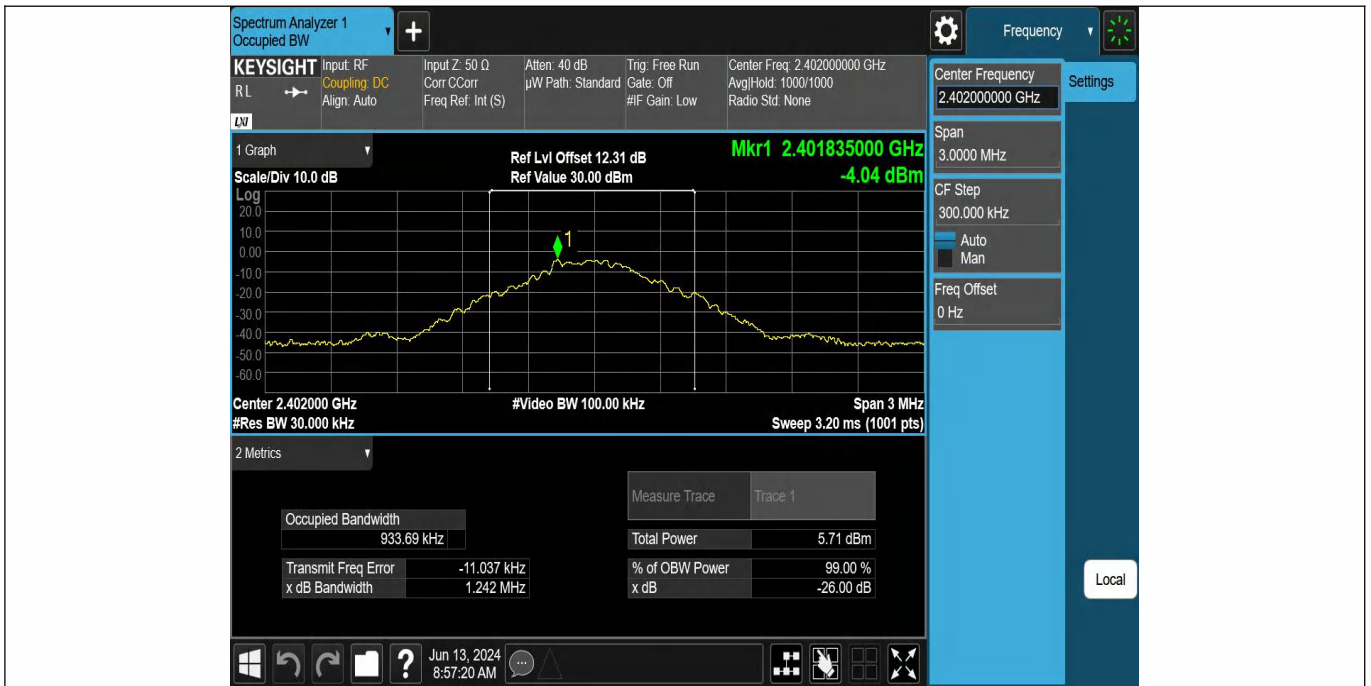 Spectrum Analyzer 1
Occupied BW
+
Frequency
KEYSIGHT
RL
LXI
Input: RF
Coupling: DC
Align: Auto
Input Z: 50 Ω
Corr CCorr
Freq Ref: Int (S)
Atten: 40 dB
µW Path: Standard
Trig: Free Run
Gate: Off
#IF Gain: Low
Center Freq: 2.402000000 GHz
Avg|Hold: 1000/1000
Radio Std: None
Center Frequency
2.402000000 GHz
Settings
Span
3.0000 MHz
CF Step
300.000 kHz
Auto
Man
Freq Offset
0 Hz
Local
1 Graph
Scale/Div 10.0 dB
Ref Lvl Offset 12.31 dB
Ref Value 30.00 dBm
Mkr1 2.401835000 GHz
-4.04 dBm
Log
20.0
10.0
0.00
-10.0
-20.0
-30.0
-40.0
-50.0
-60.0
1
Center 2.402000 GHz
#Video BW 100.00 kHz
Span 3 MHz
#Res BW 30.000 kHz
Sweep 3.20 ms (1001 pts)
2 Metrics
Measure Trace Trace 1
Occupied Bandwidth
933.69 kHz
Total Power 5.71 dBm
Transmit Freq Error -11.037 kHz
% of OBW Power 99.00 %
x dB Bandwidth 1.242 MHz
x dB -26.00 dB
?
Jun 13, 2024
8:57:20 AM